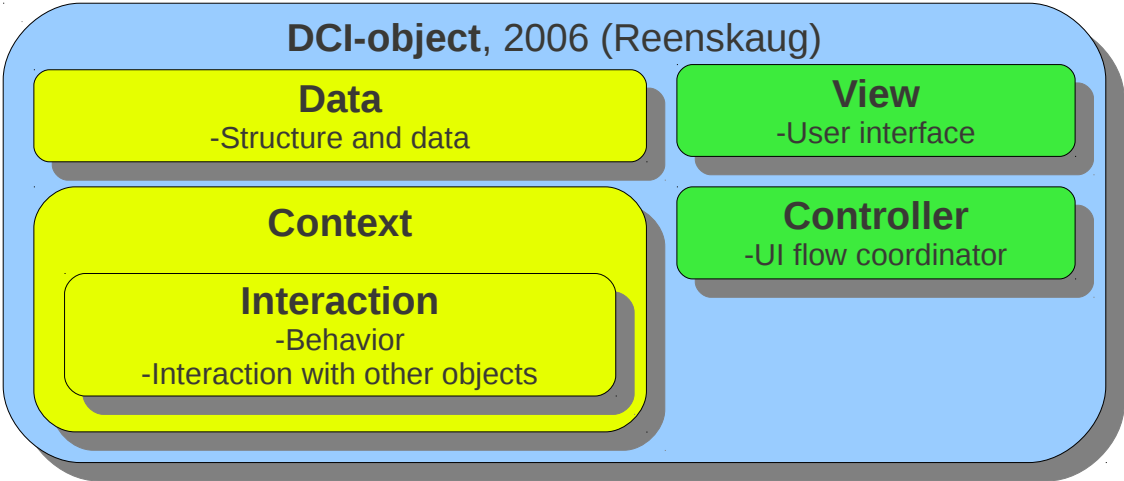 DCI-object, 2006 (Reenskaug)
Data
-Structure and data
View
-User interface
Context
Controller
-UI flow coordinator
Interaction
-Behavior
-Interaction with other objects